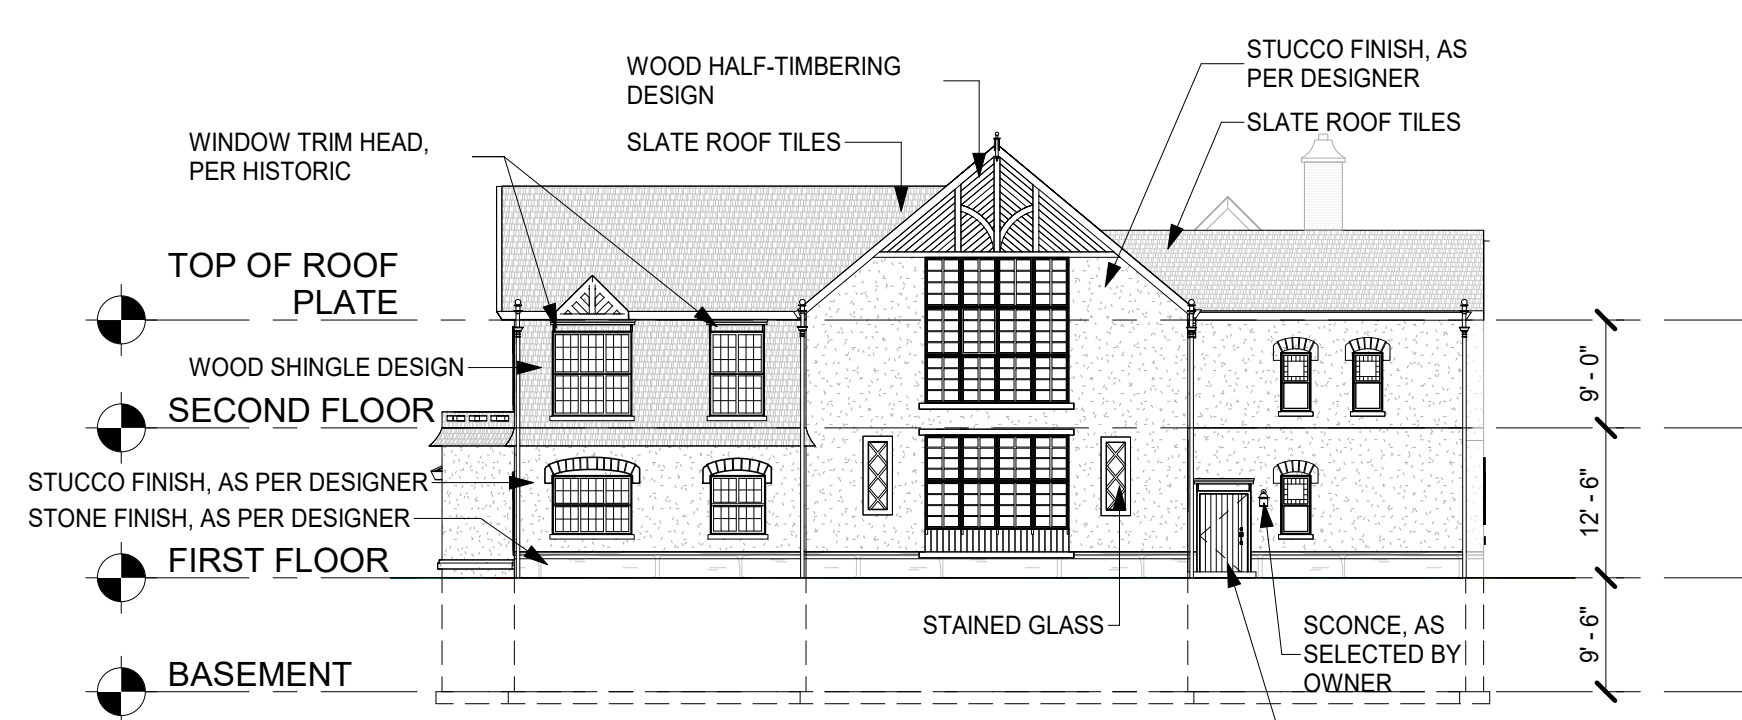 STUCCO FINISH, AS
PER DESIGNER
WOOD HALF-TIMBERING
DESIGN
SLATE ROOF TILES
SLATE ROOF TILES
WINDOW TRIM HEAD,
PER HISTORIC
TOP OF ROOF
PLATE
WOOD SHINGLE DESIGN
9' - 0"
SECOND FLOOR
STUCCO FINISH, AS PER DESIGNER
12' - 6"
STONE FINISH, AS PER DESIGNER
FIRST FLOOR
STAINED GLASS
SCONCE, AS
SELECTED BY
OWNER
9' - 6"
BASEMENT